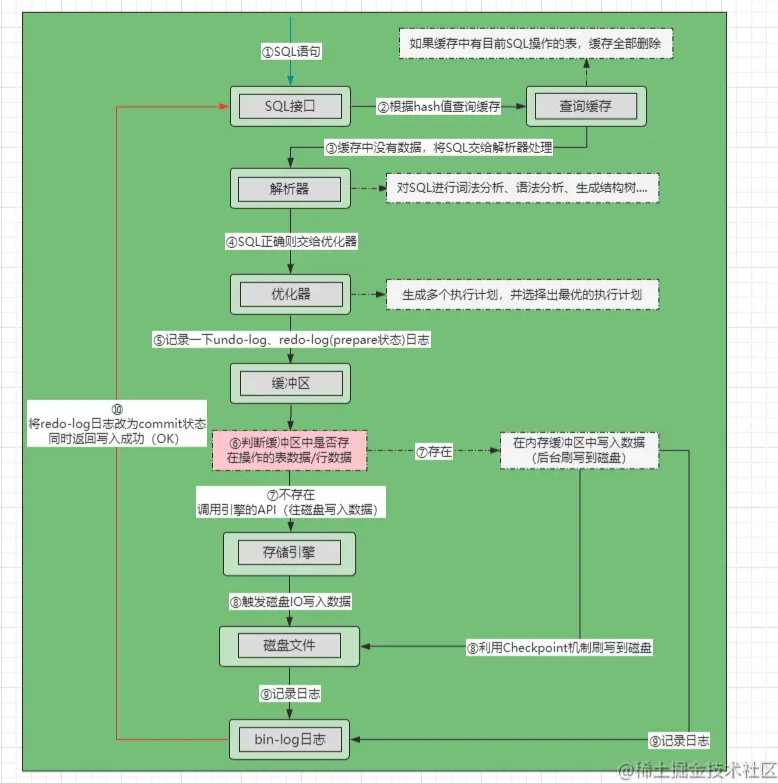 ①SQL语句
如果缓存中有目前SQL操作的表，缓存全部删除
SQL接口
②根据hash值查询缓存
查询缓存
③缓存中没有数据，将SQL交给解析器处理
解析器
对SQL进行词法分析、语法分析、生成结构树....
④SQL正确则交给优化器
优化器
生成多个执行计划，并选择出最优的执行计划
⑤记录一下undo-log、redo-log(prepare状态)日志
缓冲区
⑩
将redo-log日志改为commit状态
同时返回写入成功（OK）
⑥判断缓冲区中是否存
在操作的表数据/行数据
⑦存在
在内存缓冲区中写入数据
（后台刷写到磁盘）
⑦不存在
调用引擎的API（往磁盘写入数据）
存储引擎
⑧触发磁盘IO写入数据
磁盘文件
⑧利用Checkpoint机制刷写到磁盘
⑨记录日志
bin-log日志
⑨记录日志
@稀土掘金技术社区